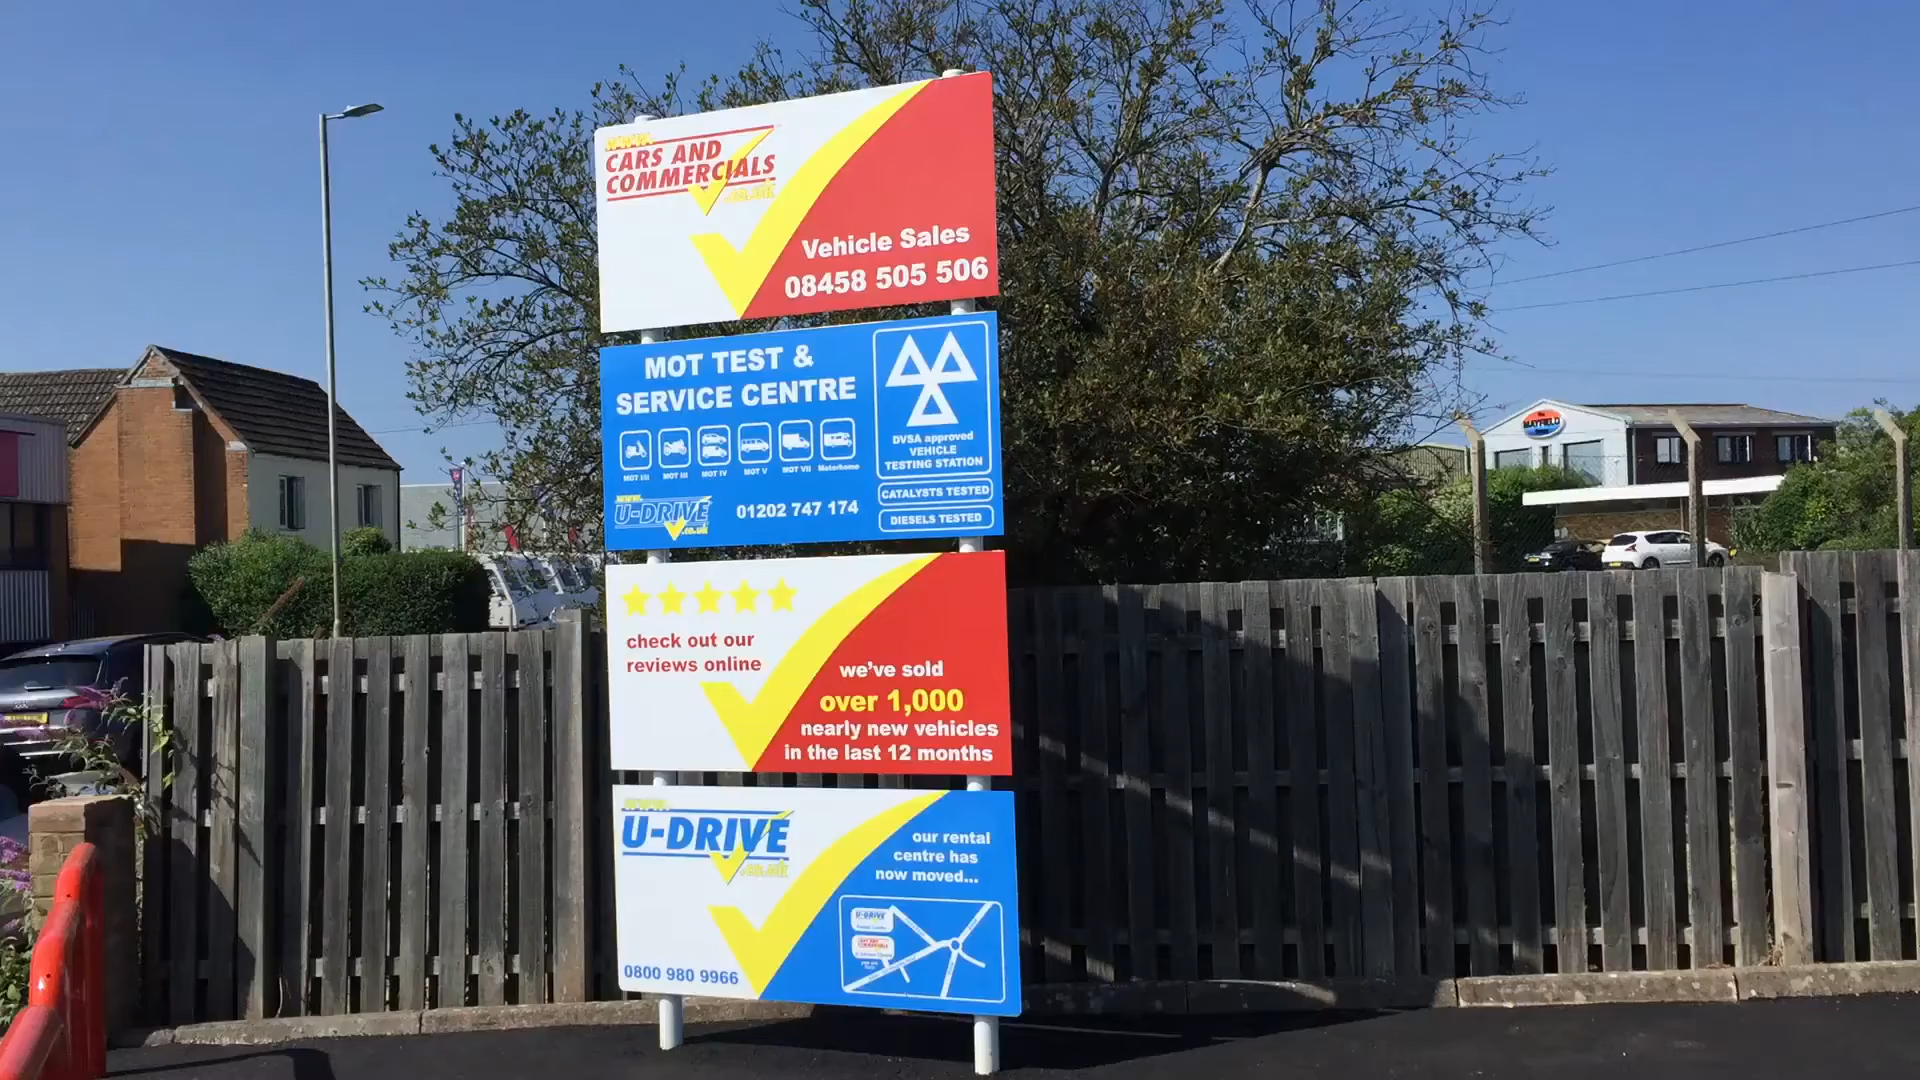 www.
CARS AND
COMMERCIALS
.co.uk
Vehicle Sales
08458 505 506
MOT TEST &
SERVICE CENTRE
MOT I/II
MOT III
MOT IV
MOT V
MOT VII
Motorhome
DVSA approved
VEHICLE
TESTING STATION
CATALYSTS TESTED
DIESELS TESTED
www.
U-DRIVE
.co.uk
01202 747 174
check out our
reviews online
we've sold
over 1,000
nearly new vehicles
in the last 12 months
www.
U-DRIVE
.co.uk
our rental
centre has
now moved...
U-DRIVE
0800 980 9966
MAYFIELD